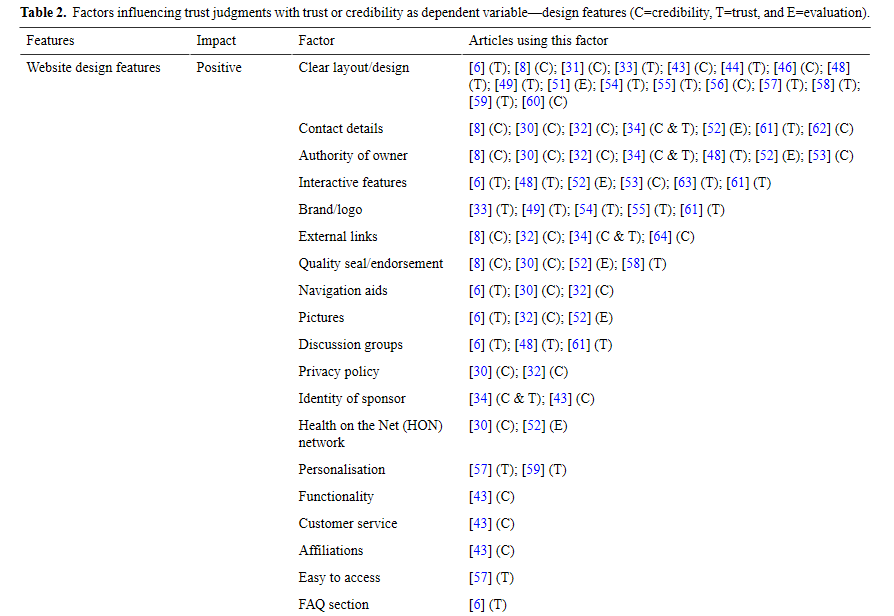 Table 2. Factors influencing trust judgments with trust or credibility as dependent variable—design features (C=credibility, T=trust, and E=evaluation).
Features Impact Factor Articles using this factor
Website design features Positive Clear layout/design [6] (T); [8] (C); [31] (C); [33] (T); [43] (C); [44] (T); [46] (C); [48]
(T); [49] (T); [51] (E); [54] (T); [55] (T); [56] (C); [57] (T); [58] (T);
[59] (T); [60] (C)
Contact details [8] (C); [30] (C); [32] (C); [34] (C & T); [52] (E); [61] (T); [62] (C)
Authority of owner [8] (C); [30] (C); [32] (C); [34] (C & T); [48] (T); [52] (E); [53] (C)
Interactive features [6] (T); [48] (T); [52] (E); [53] (C); [63] (T); [61] (T)
Brand/logo [33] (T); [49] (T); [54] (T); [55] (T); [61] (T)
External links [8] (C); [32] (C); [34] (C & T); [64] (C)
Quality seal/endorsement [8] (C); [30] (C); [52] (E); [58] (T)
Navigation aids [6] (T); [30] (C); [32] (C)
Pictures [6] (T); [32] (C); [52] (E)
Discussion groups [6] (T); [48] (T); [61] (T)
Privacy policy [30] (C); [32] (C)
Identity of sponsor [34] (C & T); [43] (C)
Health on the Net (HON) [30] (C); [52] (E)
network
Personalisation [57] (T); [59] (T)
Functionality [43] (C)
Customer service [43] (C)
Affiliations [43] (C)
Easy to access [57] (T)
FAQ section [6] (T)